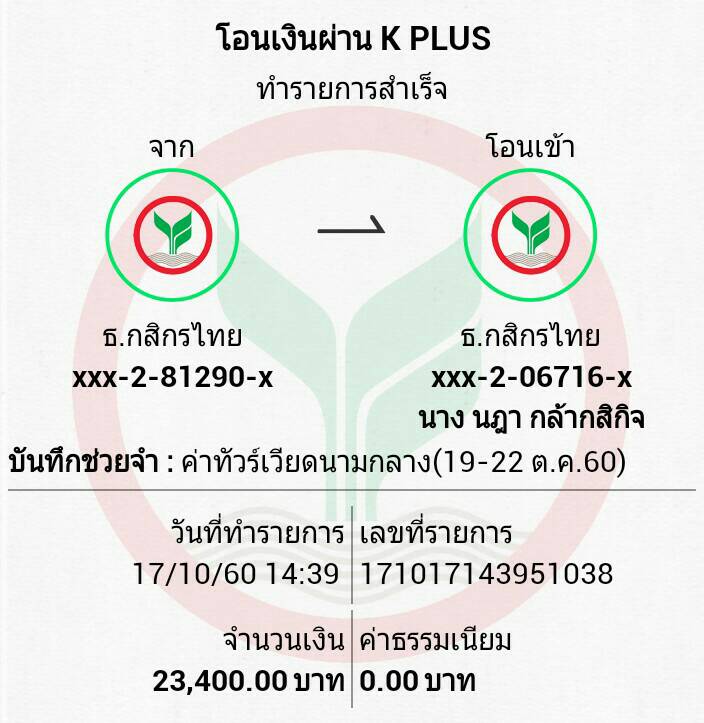 โอนเงินผ่าน K PLUS
ทำรายการสำเร็จ
จาก
โอนเข้า
ธ.กสิกรไทย
xxx-2-81290-x
ธ.กสิกรไทย
xxx-2-06716-x
นาง นฎา กล้ากสิกิจ
บันทึกช่วยจำ : ค่าทัวร์เวียดนามกลาง(19-22 ต.ค.60)
วันที่ทำรายการ
17/10/60 14:39
เลขที่รายการ
171017143951038
จำนวนเงิน
23,400.00 บาท
ค่าธรรมเนียม
0.00 บาท